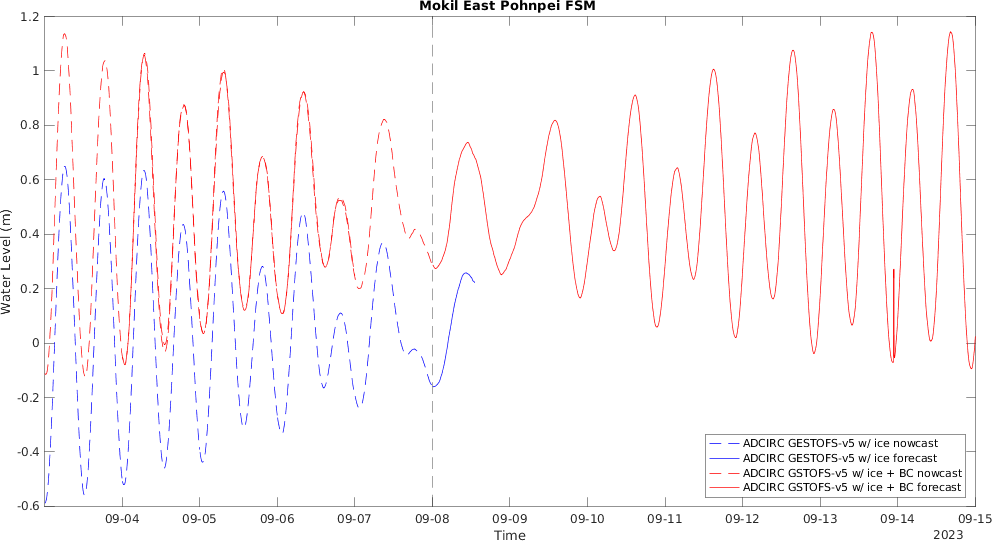 Mokil East Pohnpei FSM
1.2
1
0.8
0.6
0.4
0.2
0
-0.2
-0.4
-0.6
Water Level (m)
ADCIRC GESTOFS-v5 w/ ice nowcast
ADCIRC GESTOFS-v5 w/ ice forecast
ADCIRC GSTOFS-v5 w/ ice + BC nowcast
ADCIRC GSTOFS-v5 w/ ice + BC forecast
09-04 09-05 09-06 09-07 09-08 09-09 09-10 09-11 09-12 09-13 09-14 09-15
Time
2023